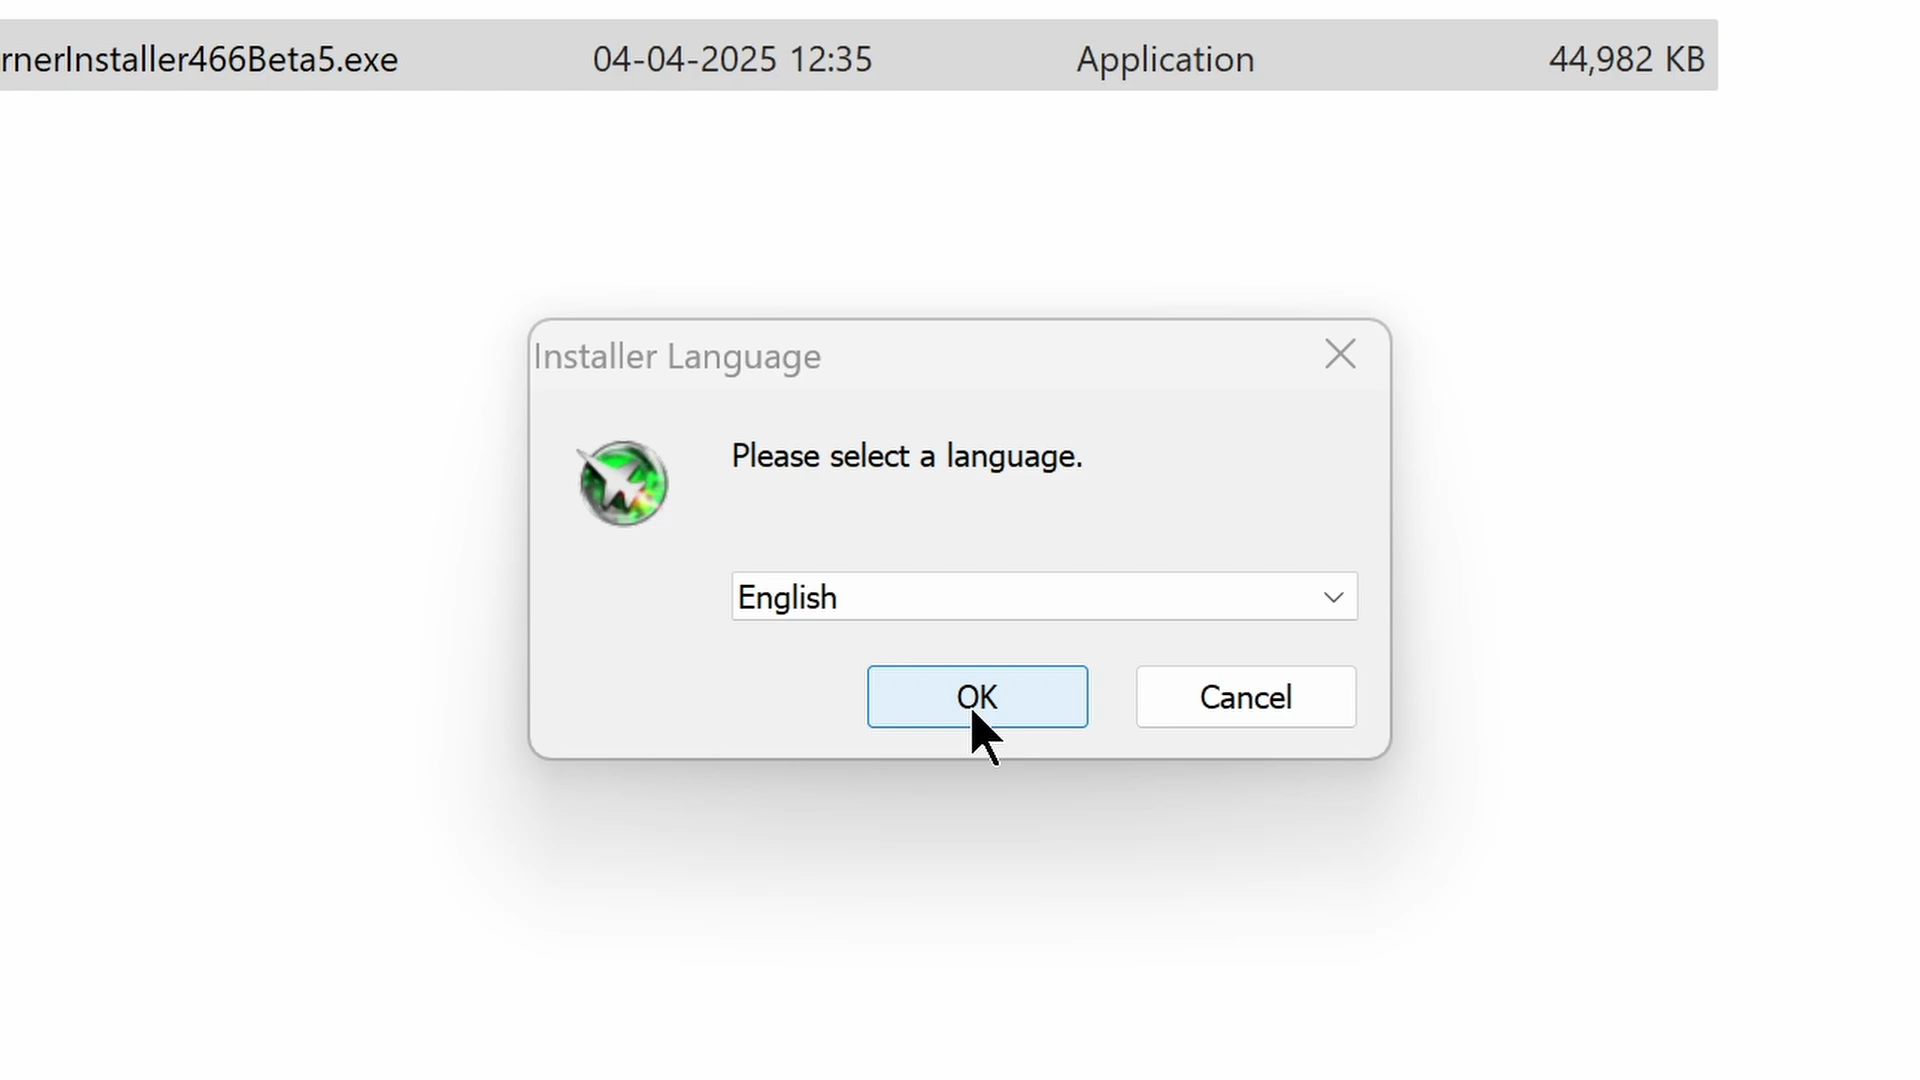 rnerInstaller466Beta5.exe 04-04-2025 12:35 Application 44,982 KB
Installer Language
Please select a language.
English
OK Cancel